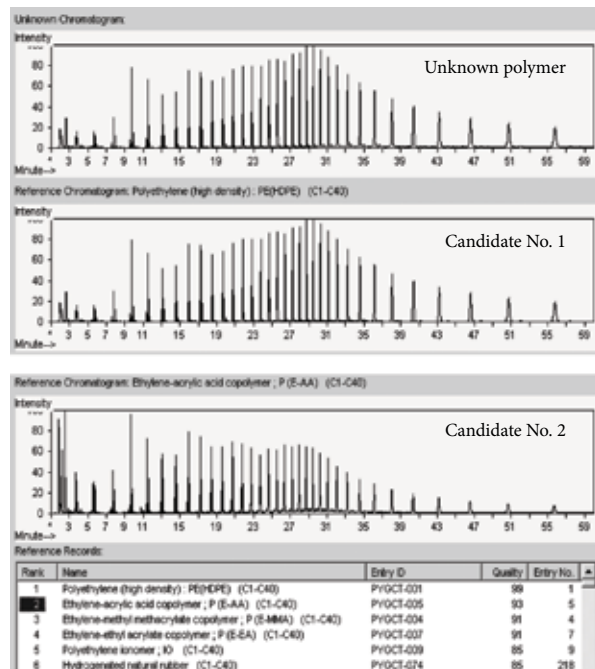 Unknown Chromatogram:
Intensity
Unknown polymer
80
60
40
20
0
3 5 7 9 11 15 19 23 27 31 35 39 43 47 51 55 59
Minute-->
Reference Chromatogram: Polyethylene (high density) : PE(HDPE) (C1-C40)
Intensity
Candidate No. 1
80
60
40
20
0
3 5 7 9 11 15 19 23 27 31 35 39 43 47 51 55 59
Minute-->
Reference Chromatogram: Ethylene-acrylic acid copolymer ; P (E-AA) (C1-C40)
Intensity
Candidate No. 2
80
60
40
20
0
3 5 7 9 11 15 19 23 27 31 35 39 43 47 51 55 59
Minute-->
Reference Records:
Rank Name Entry ID Quality Entry No.
1 Polyethylene (high density) : PE(HDPE) (C1-C40) PYGCT-001 99 1
2 Ethylene-acrylic acid copolymer ; P (E-AA) (C1-C40) PYGCT-005 93 5
3 Ethylene-methyl methacrylate copolymer ; P (E-MMA) (C1-C40) PYGCT-004 91 4
4 Ethylene-ethyl acrylate copolymer ; P (E-EA) (C1-C40) PYGCT-007 91 7
5 Polyethylene ionomer ; IO (C1-C40) PYGCT-009 85 9
6 Hydrogenated natural rubber (C1-C40) PYGCT-074 85 218